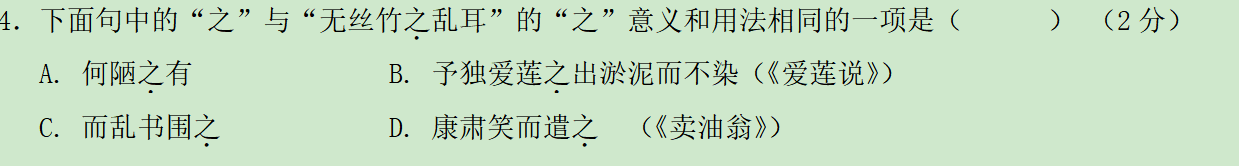 4. 下面句中的“之”与“无丝竹之乱耳”的“之”意义和用法相同的一项是（    ） （2分）
A. 何陋之有    B. 予独爱莲之出淤泥而不染（《爱莲说》）
C. 而乱书围之    D. 康肃笑而遣之 （《卖油翁》）